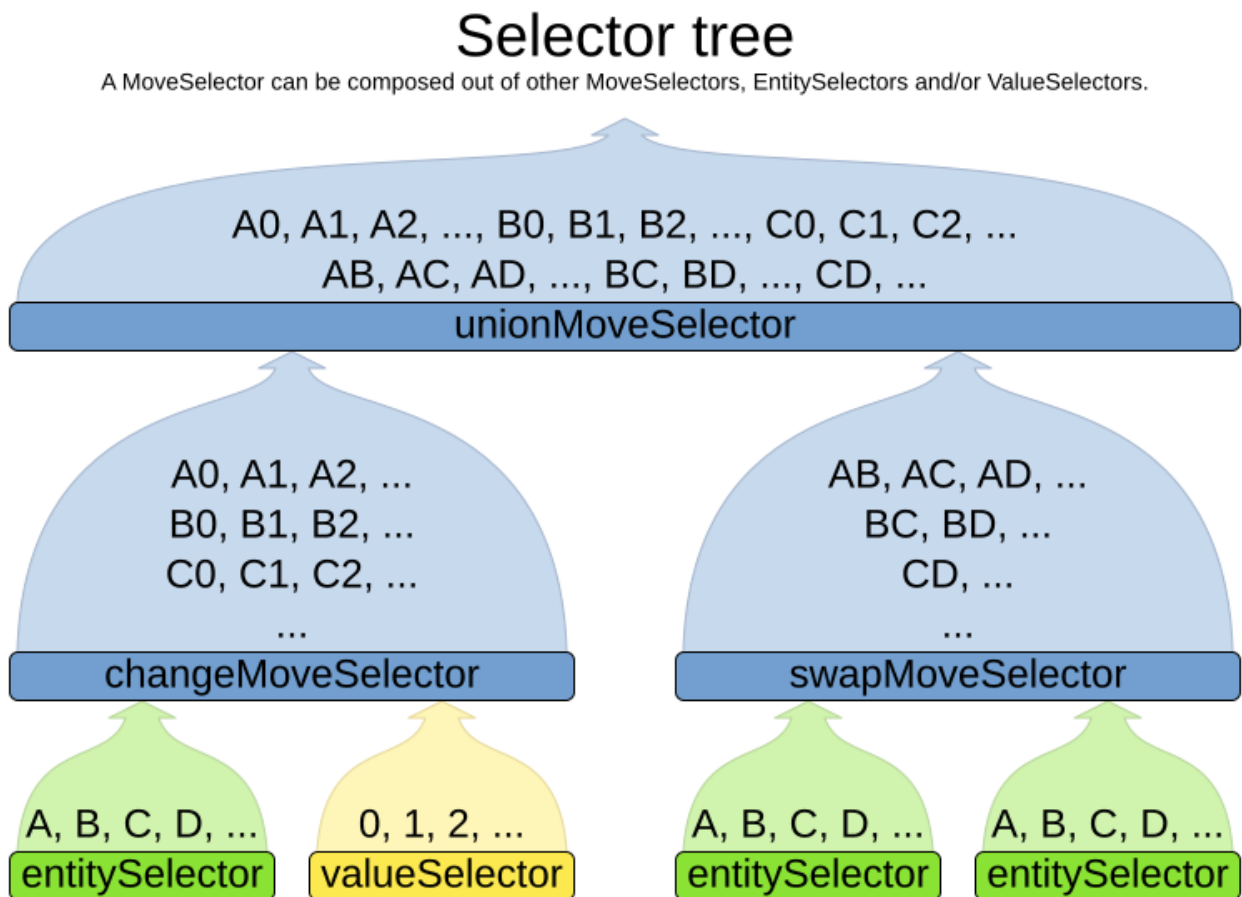 Selector tree
A MoveSelector can be composed out of other MoveSelectors, EntitySelectors and/or ValueSelectors.
A0, A1, A2, ..., B0, B1, B2, ..., C0, C1, C2, ...
AB, AC, AD, ..., BC, BD, ..., CD, ...
unionMoveSelector
A0, A1, A2, ...
B0, B1, B2, ...
C0, C1, C2, ...
...
changeMoveSelector
AB, AC, AD, ...
BC, BD, ...
CD, ...
...
swapMoveSelector
A, B, C, D, ...
entitySelector
0, 1, 2, ...
valueSelector
A, B, C, D, ...
entitySelector
A, B, C, D, ...
entitySelector